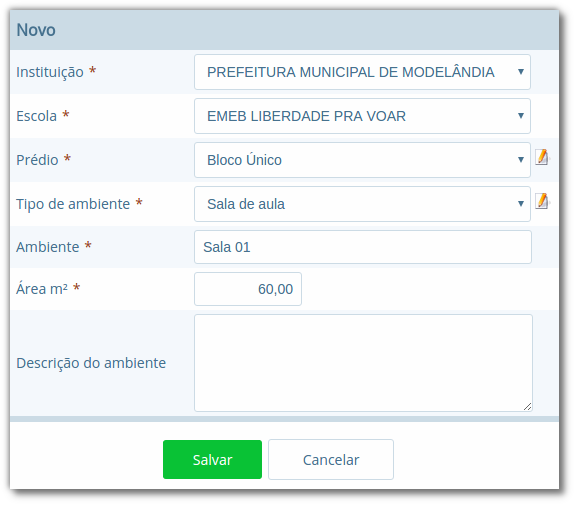 Novo
Instituição * PREFEITURA MUNICIPAL DE MODELÂNDIA
Escola * EMEB LIBERDADE PRA VOAR
Prédio * Bloco Único
Tipo de ambiente * Sala de aula
Ambiente * Sala 01
Área m² * 60,00
Descrição do ambiente
Salvar Cancelar